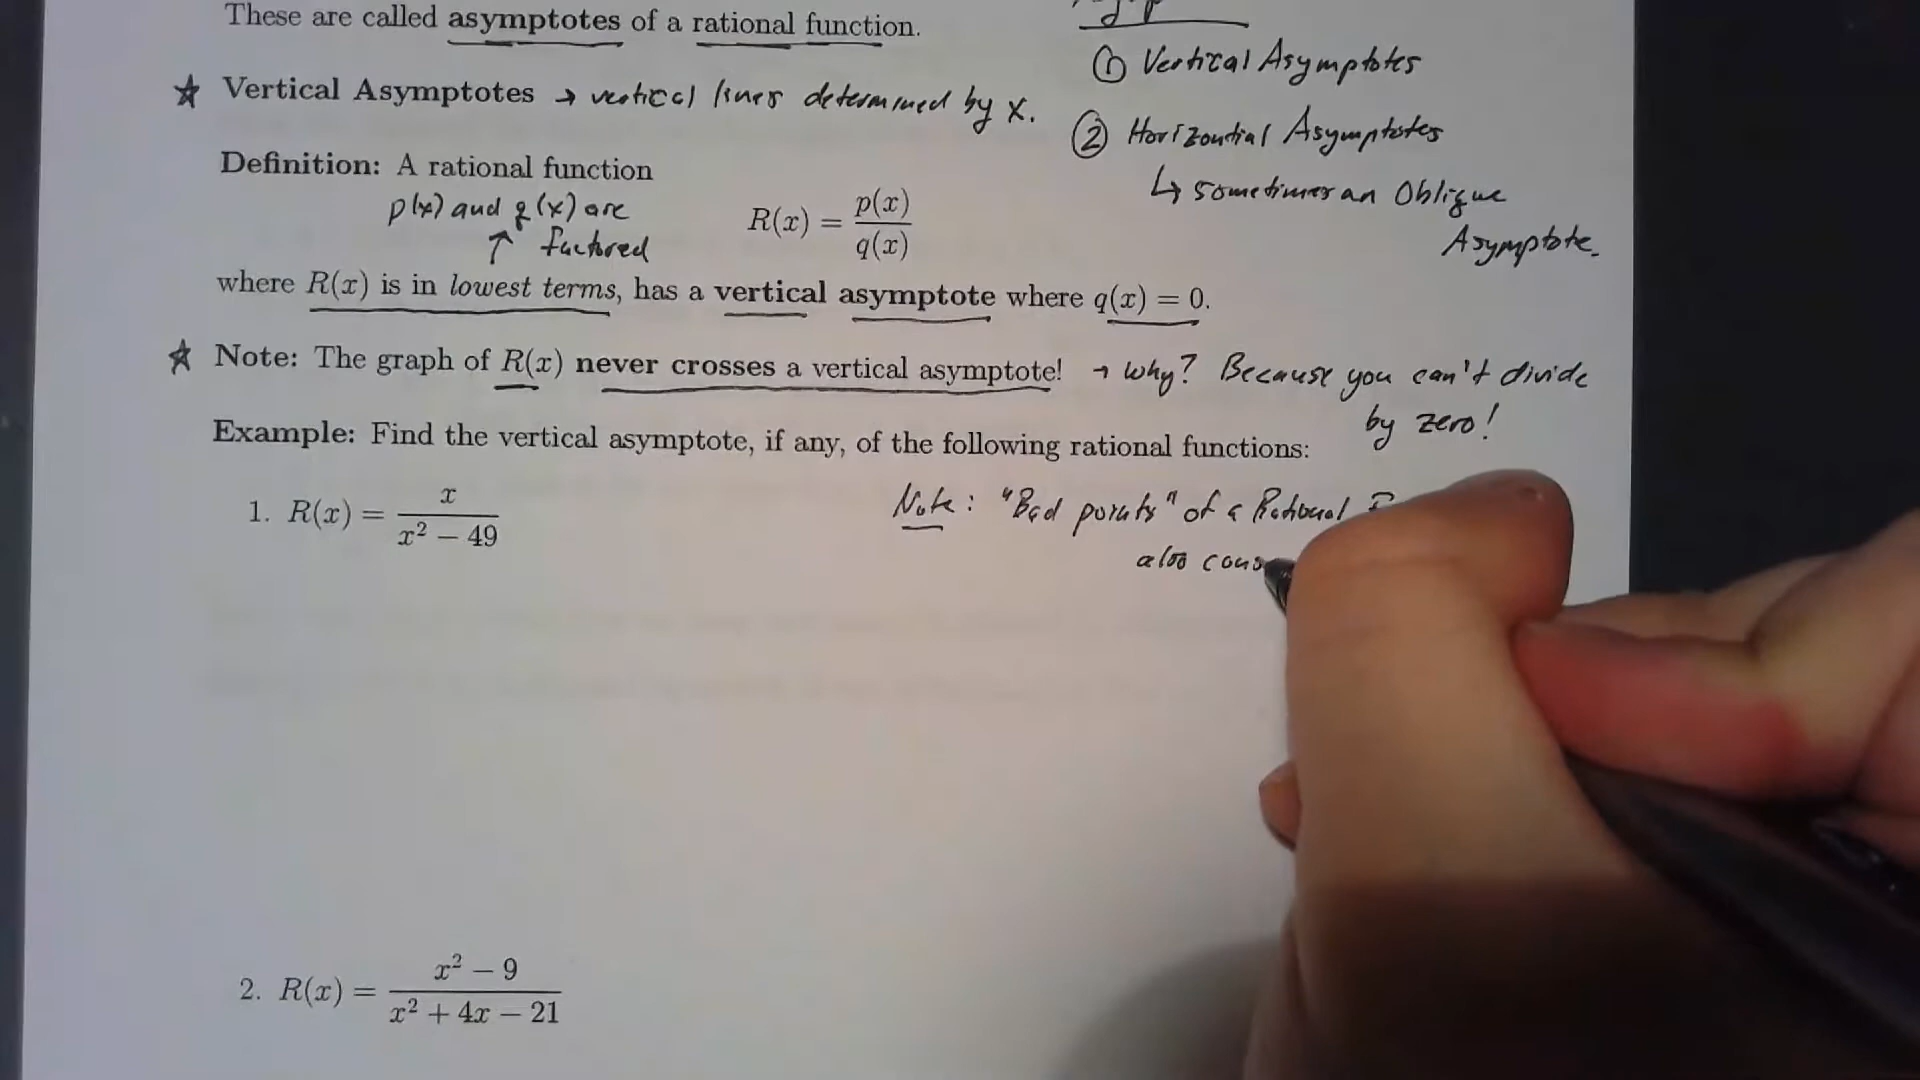 These are called asymptotes of a rational function.
① Vertical Asymptotes
★ Vertical Asymptotes → vertical lines determined by x.
② Horizontial Asymptotes
↳ sometimes an Oblique
Asymptote.
Definition: A rational function
p(x) and q(x) are
↑ factored
R(x) = p(x)/q(x)
where R(x) is in lowest terms, has a vertical asymptote where q(x) = 0.
★ Note: The graph of R(x) never crosses a vertical asymptote! → why? Because you can't divide
by zero!
Example: Find the vertical asymptote, if any, of the following rational functions:
1. R(x) = x/(x² − 49)
Note: "Bad points" of a Rational
also
2. R(x) = (x² − 9)/(x² + 4x − 21)